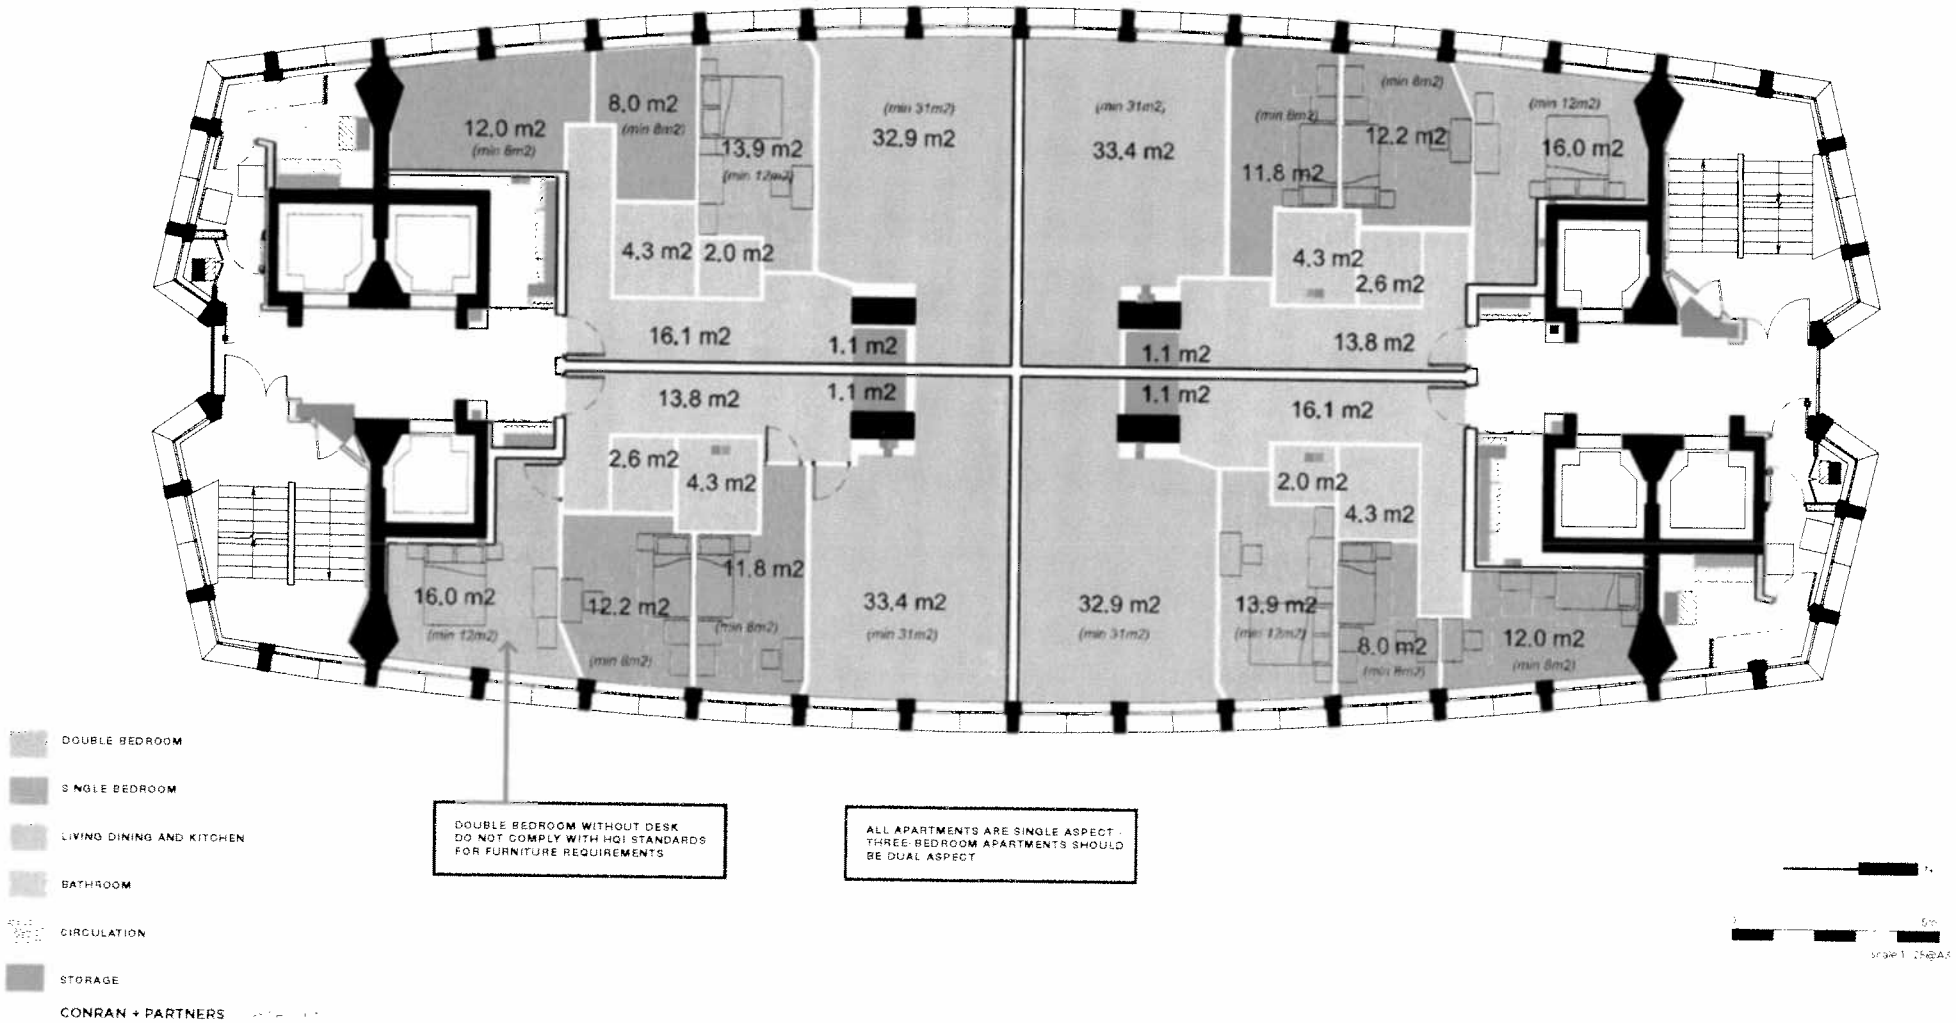 8.0 m2
(min 8m2)
12.0 m2
(min 8m2)
13.9 m2
(min 12m2)
(min 31m2)
32.9 m2
(min 31m2)
33.4 m2
(min 8m2)
11.8 m2
(min 8m2)
12.2 m2
(min 12m2)
16.0 m2
4.3 m2
2.0 m2
4.3 m2
2.6 m2
16.1 m2
1.1 m2
1.1 m2
13.8 m2
13.8 m2
1.1 m2
1.1 m2
16.1 m2
2.6 m2
4.3 m2
2.0 m2
4.3 m2
16.0 m2
(min 12m2)
12.2 m2
(min 8m2)
11.8 m2
(min 8m2)
33.4 m2
(min 31m2)
32.9 m2
(min 31m2)
13.9 m2
(min 12m2)
8.0 m2
(min 8m2)
12.0 m2
(min 8m2)
DOUBLE BEDROOM
SINGLE BEDROOM
LIVING DINING AND KITCHEN
BATHROOM
CIRCULATION
STORAGE
CONRAN + PARTNERS
DOUBLE BEDROOM WITHOUT DESK
DO NOT COMPLY WITH HQI STANDARDS
FOR FURNITURE REQUIREMENTS
ALL APARTMENTS ARE SINGLE ASPECT -
THREE-BEDROOM APARTMENTS SHOULD
BE DUAL ASPECT
5m